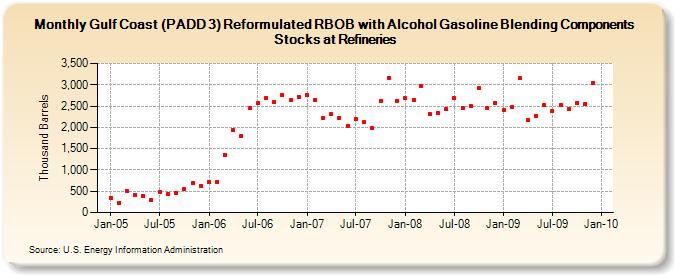 Monthly Gulf Coast (PADD 3) Reformulated RBOB with Alcohol Gasoline Blending Components
Stocks at Refineries
Thousand Barrels
3,500
3,000
2,500
2,000
1,500
1,000
500
0
Jan-05 Jul-05 Jan-06 Jul-06 Jan-07 Jul-07 Jan-08 Jul-08 Jan-09 Jul-09 Jan-10
Source: U.S. Energy Information Administration